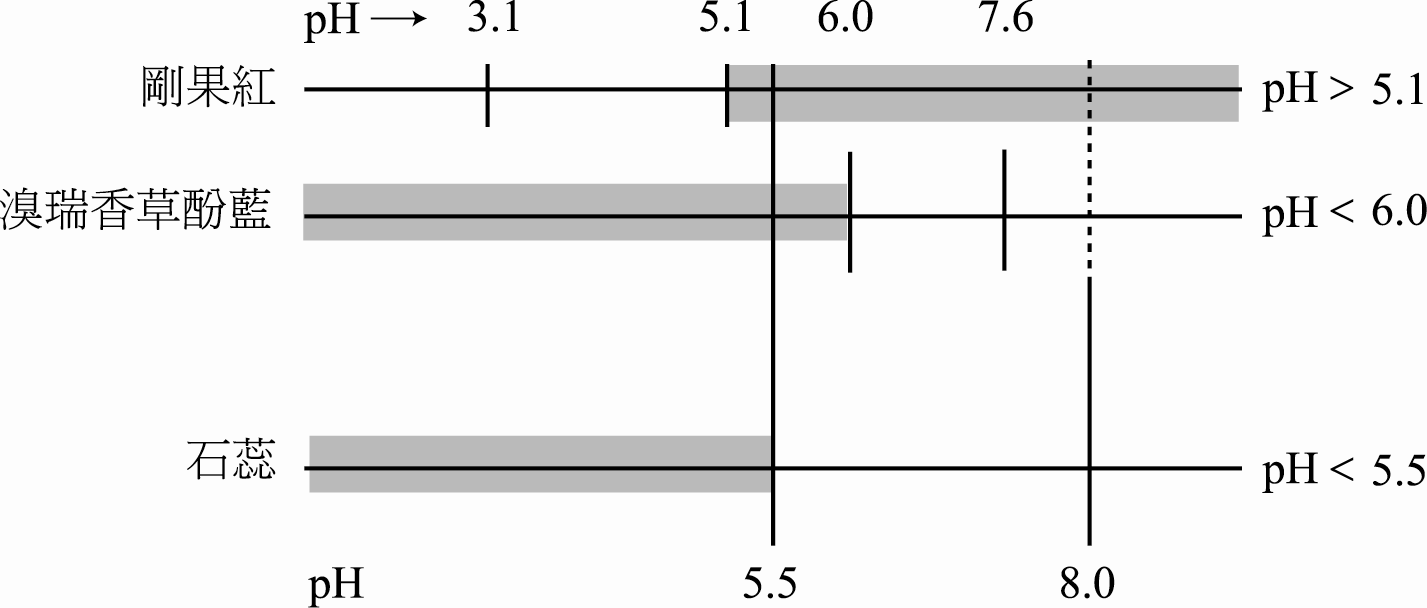 pH → 3.1 5.1 6.0 7.6
剛果紅 pH > 5.1
溴瑞香草酚藍 pH < 6.0
石蕊 pH < 5.5
pH 5.5 8.0